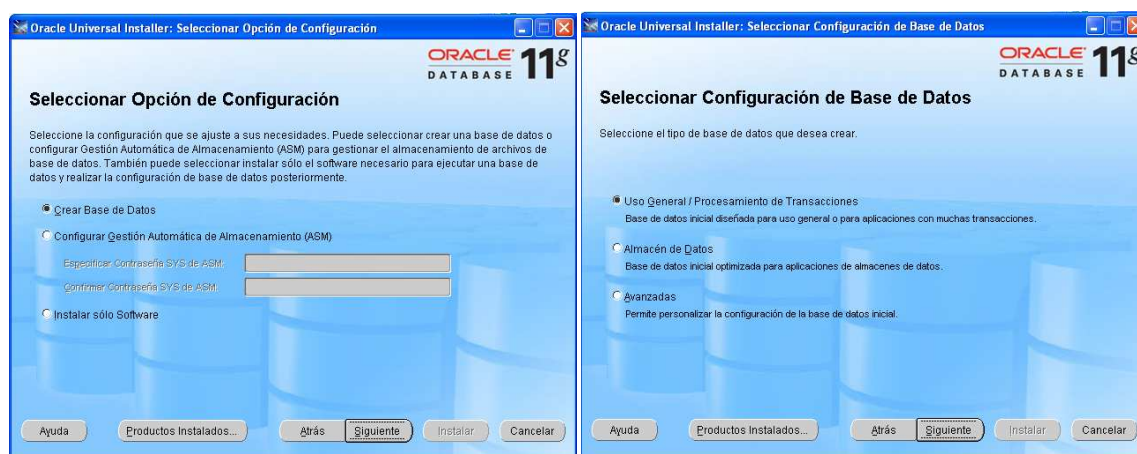 Oracle Universal Installer: Seleccionar Opción de Configuración
ORACLE
DATABASE 11g
Seleccionar Opción de Configuración
Seleccione la configuración que se ajuste a sus necesidades. Puede seleccionar crear una base de datos o
configurar Gestión Automática de Almacenamiento (ASM) para gestionar el almacenamiento de archivos de
base de datos. También puede seleccionar instalar sólo el software necesario para ejecutar una base de
datos y realizar la configuración de base de datos posteriormente.
Crear Base de Datos
Configurar Gestión Automática de Almacenamiento (ASM)
Especificar Contraseña SYS de ASM:
Confirmar Contraseña SYS de ASM:
Instalar sólo Software
Ayuda Productos Instalados... Atrás Siguiente Instalar Cancelar
Oracle Universal Installer: Seleccionar Configuración de Base de Datos
ORACLE
DATABASE 11g
Seleccionar Configuración de Base de Datos
Seleccione el tipo de base de datos que desea crear.
Uso General / Procesamiento de Transacciones
Base de datos inicial diseñada para uso general o para aplicaciones con muchas transacciones.
Almacén de Datos
Base de datos inicial optimizada para aplicaciones de almacenes de datos.
Avanzadas
Permite personalizar la configuración de la base de datos inicial.
Ayuda Productos Instalados... Atrás Siguiente Instalar Cancelar